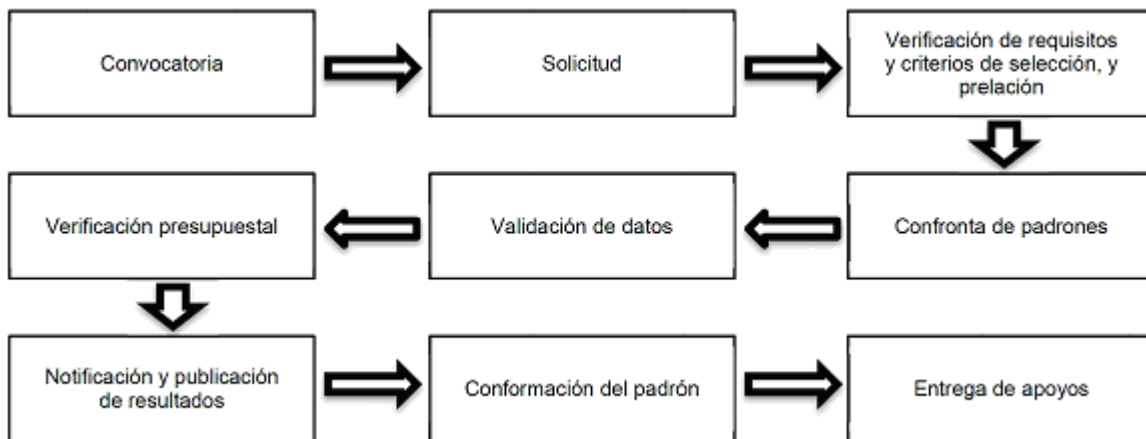 Convocatoria
Solicitud
Verificación de requisitos
y criterios de selección, y
prelación
Confronta de padrones
Validación de datos
Verificación presupuestal
Notificación y publicación
de resultados
Conformación del padrón
Entrega de apoyos